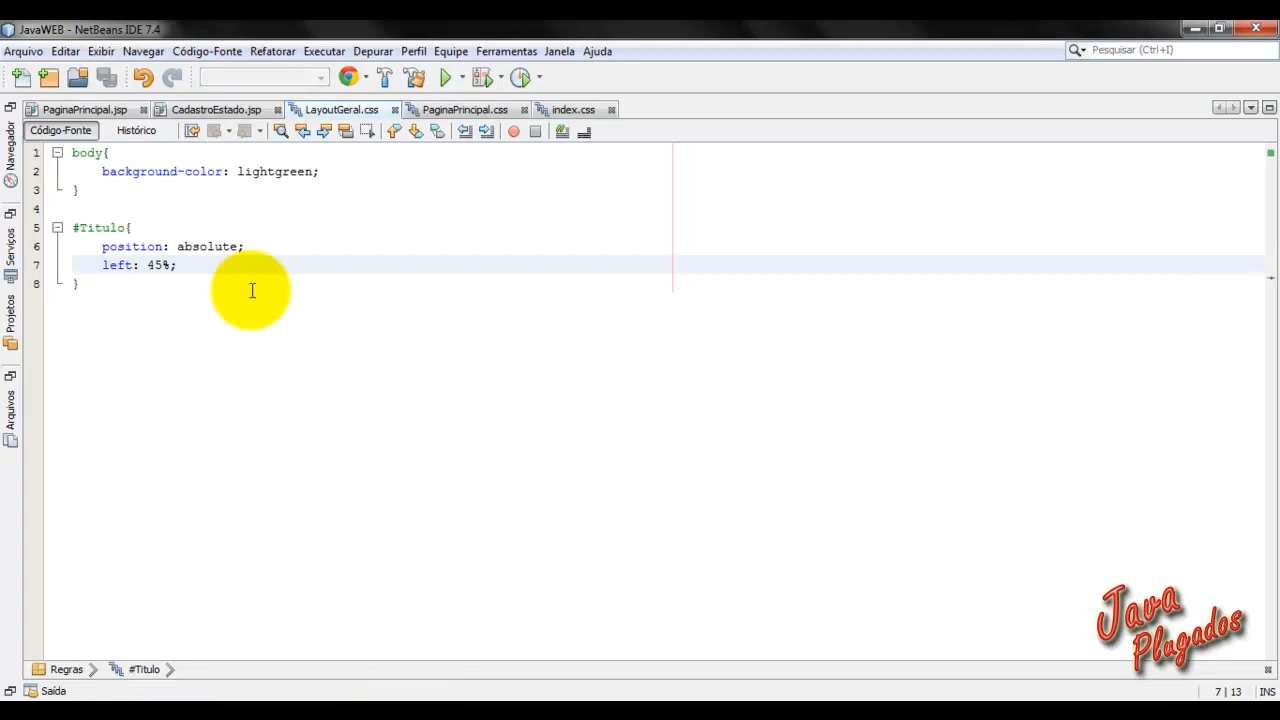 JavaWEB - NetBeans IDE 7.4
Arquivo Editar Exibir Navegar Código-Fonte Refatorar Executar Depurar Perfil Equipe Ferramentas Janela Ajuda
Pesquisar (Ctrl+I)
PaginaPrincipal.jsp CadastroEstado.jsp LayoutGeral.css PaginaPrincipal.css index.css
Código-Fonte Histórico
Navegador
Serviços
Projetos
Arquivos
1 body{
2 background-color: lightgreen;
3 }
4
5 #Titulo{
6 position: absolute;
7 left: 45%;
8 }
Java
Plugados
Regras #Titulo
Saída
7 | 13 INS